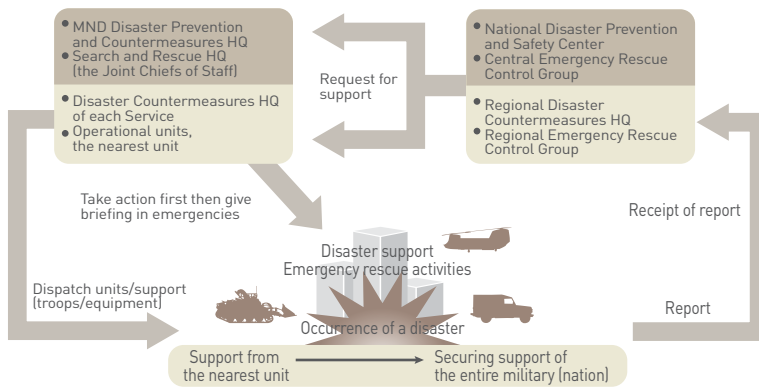 ● MND Disaster Prevention
and Countermeasures HQ
● Search and Rescue HQ
(the Joint Chiefs of Staff)
● Disaster Countermeasures HQ
of each Service
● Operational units,
the nearest unit
Request for
support
● National Disaster Prevention
and Safety Center
● Central Emergency Rescue
Control Group
● Regional Disaster
Countermeasures HQ
● Regional Emergency Rescue
Control Group
Take action first then give
briefing in emergencies
Receipt of report
Disaster support
Emergency rescue activities
Dispatch units/support
(troops/equipment)
Occurrence of a disaster
Report
Support from
the nearest unit
Securing support of
the entire military (nation)